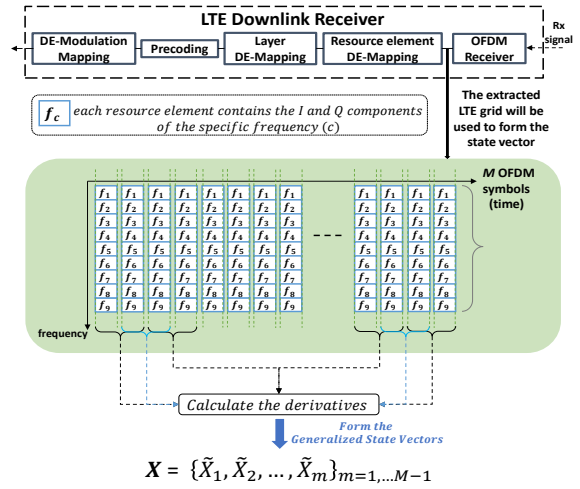 LTE Downlink Receiver
Rx
signal
DE-Modulation
Mapping
Precoding
Layer
DE-Mapping
Resource element
DE-Mapping
OFDM
Receiver
f_c each resource element contains the I and Q components
of the specific frequency (c)
The extracted
LTE grid will be
used to form the
state vector
M OFDM
symbols
(time)
f₁ f₁ f₁ f₁ f₁ f₁ f₁ f₁ f₁ f₁ f₁ f₁
f₂ f₂ f₂ f₂ f₂ f₂ f₂ f₂ f₂ f₂ f₂ f₂
f₃ f₃ f₃ f₃ f₃ f₃ f₃ f₃ f₃ f₃ f₃ f₃
f₄ f₄ f₄ f₄ f₄ f₄ f₄ f₄ f₄ f₄ f₄ f₄
f₅ f₅ f₅ f₅ f₅ f₅ f₅ f₅ f₅ f₅ f₅ f₅
f₆ f₆ f₆ f₆ f₆ f₆ f₆ f₆ f₆ f₆ f₆ f₆
f₇ f₇ f₇ f₇ f₇ f₇ f₇ f₇ f₇ f₇ f₇ f₇
f₈ f₈ f₈ f₈ f₈ f₈ f₈ f₈ f₈ f₈ f₈ f₈
f₉ f₉ f₉ f₉ f₉ f₉ f₉ f₉ f₉ f₉ f₉ f₉
frequency
Calculate the derivatives
Form the
Generalized State Vectors
X = {X̃₁, X̃₂, … , X̃ₘ}ₘ₌₁,…M−1